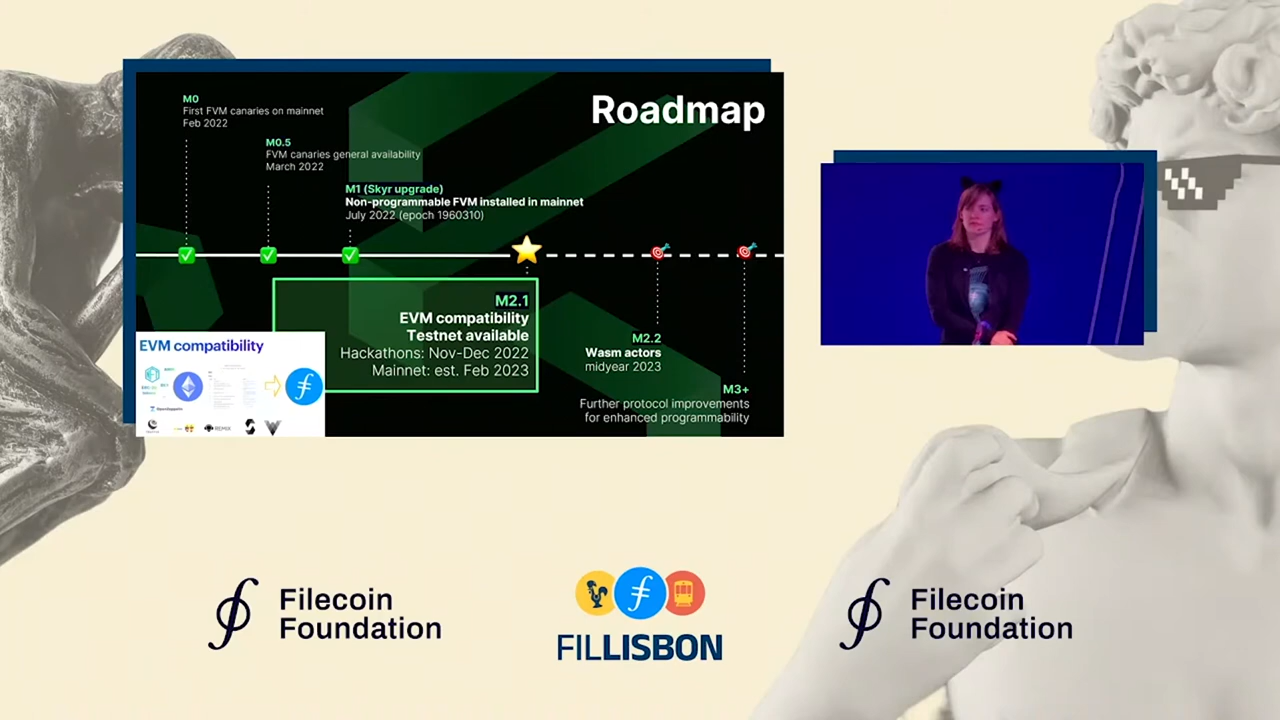 Roadmap
M0
First FVM canaries on mainnet
Feb 2022
M0.5
FVM canaries general availability
March 2022
M1 (Skyr upgrade)
Non-programmable FVM installed in mainnet
July 2022 (epoch 1960310)
M2.1
EVM compatibility
Testnet available
Hackathons: Nov-Dec 2022
Mainnet: est. Feb 2023
M2.2
Wasm actors
midyear 2023
M3+
Further protocol improvements
for enhanced programmability
EVM compatibility
REMIX
Filecoin
Foundation
FILLISBON
Filecoin
Foundation